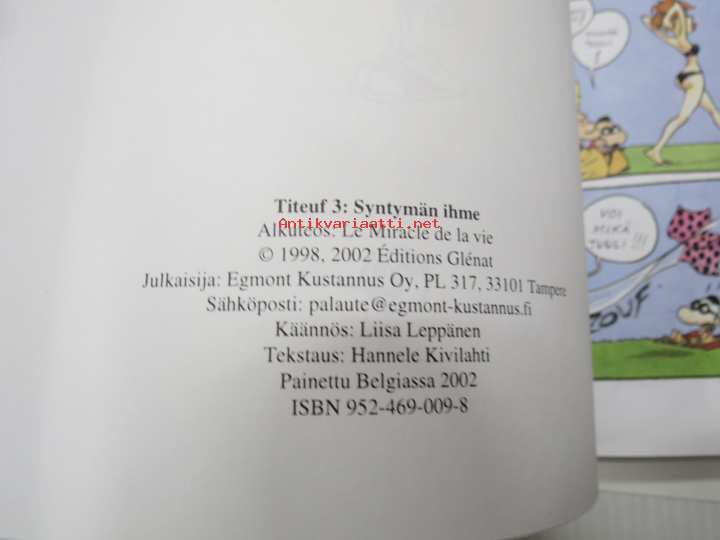 Titeuf 3: Syntymän ihme
Antikvariaatti.net
Alkuteos: Le Miracle de la vie
© 1998, 2002 Éditions Glénat
Julkaisija: Egmont Kustannus Oy, PL 317, 33101 Tampere
Sähköposti: palaute@egmont-kustannus.fi
Käännös: Liisa Leppänen
Tekstaus: Hannele Kivilahti
Painettu Belgiassa 2002
ISBN 952-469-009-8
VOI
MIKÄ
!!!
ZOUF